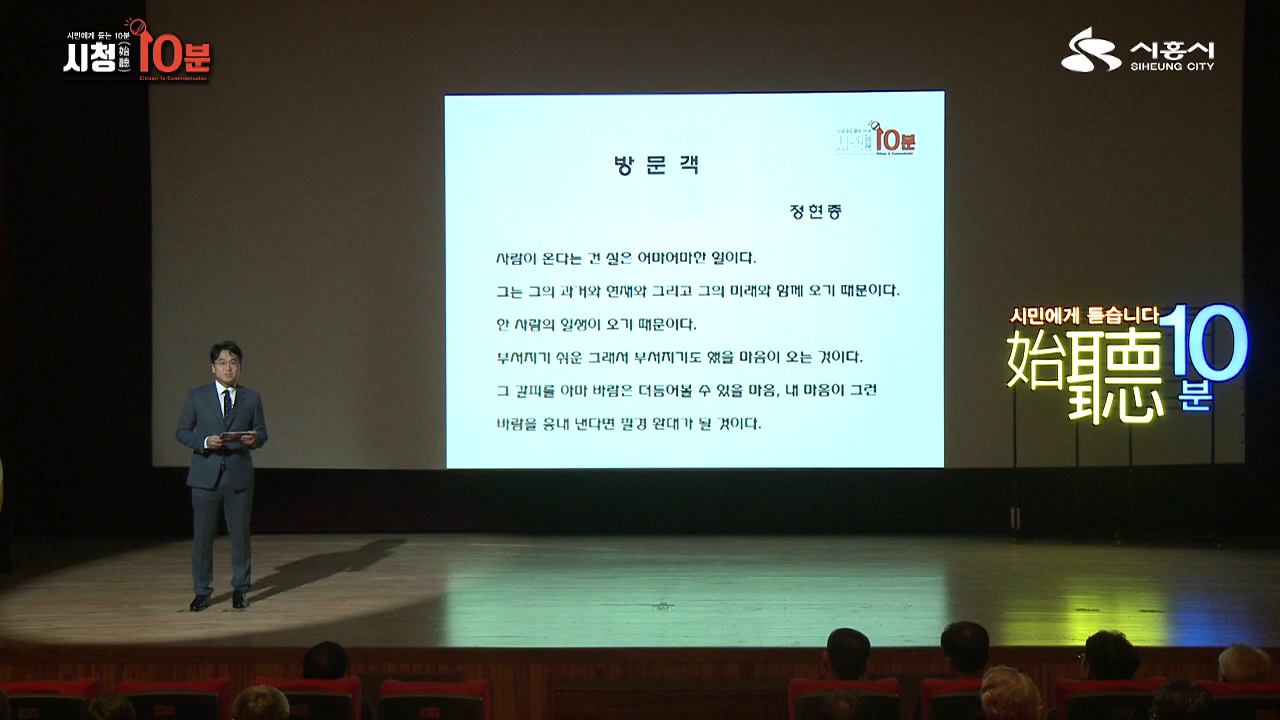 시민에게 듣는 10분
시청(始聽)10분
Citizen is Communicator
시흥시
SIHEUNG CITY
10분
방문객
정현종
사람이 온다는 건 실은 어마어마한 일이다.
그는 그의 과거와 현재와 그리고 그의 미래와 함께 오기 때문이다.
한 사람의 일생이 오기 때문이다.
부서지기 쉬운 그래서 부서지기도 했을 마음이 오는 것이다.
그 갈피를 아마 바람은 더듬어볼 수 있을 마음, 내 마음이 그런
바람을 흉내 낸다면 필경 환대가 될 것이다.
시민에게 듣습니다
始聽10분